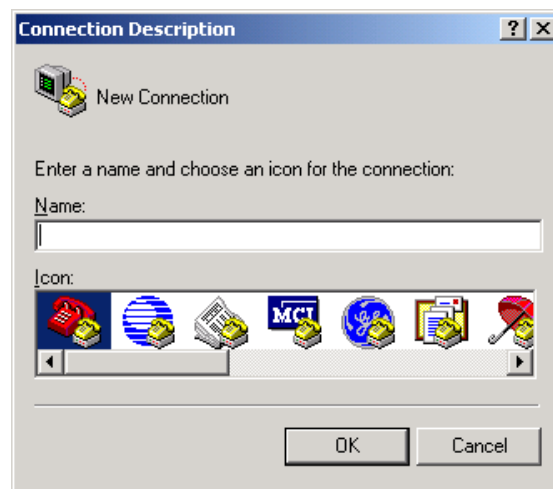 Connection Description
New Connection
Enter a name and choose an icon for the connection:
Name:
Icon:
MCI
OK
Cancel